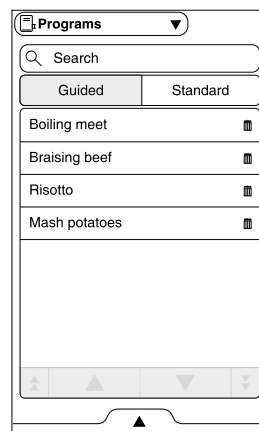 Programs
Search
Guided Standard
Boiling meet
Braising beef
Risotto
Mash potatoes